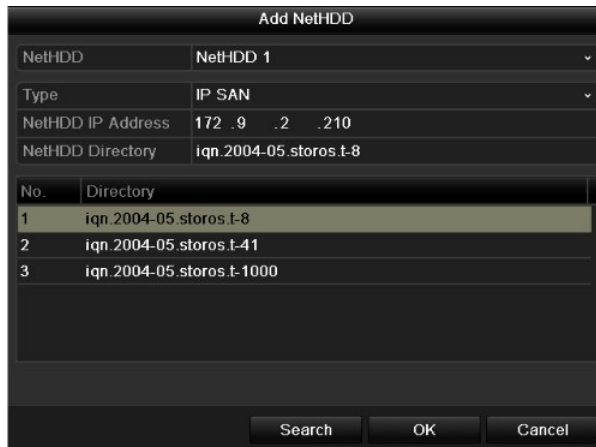 Add NetHDD
NetHDD NetHDD 1
Type IP SAN
NetHDD IP Address 172 .9 .2 .210
NetHDD Directory iqn.2004-05.storos.t-8
No. Directory
1 iqn.2004-05.storos.t-8
2 iqn.2004-05.storos.t-41
3 iqn.2004-05.storos.t-1000
Search OK Cancel